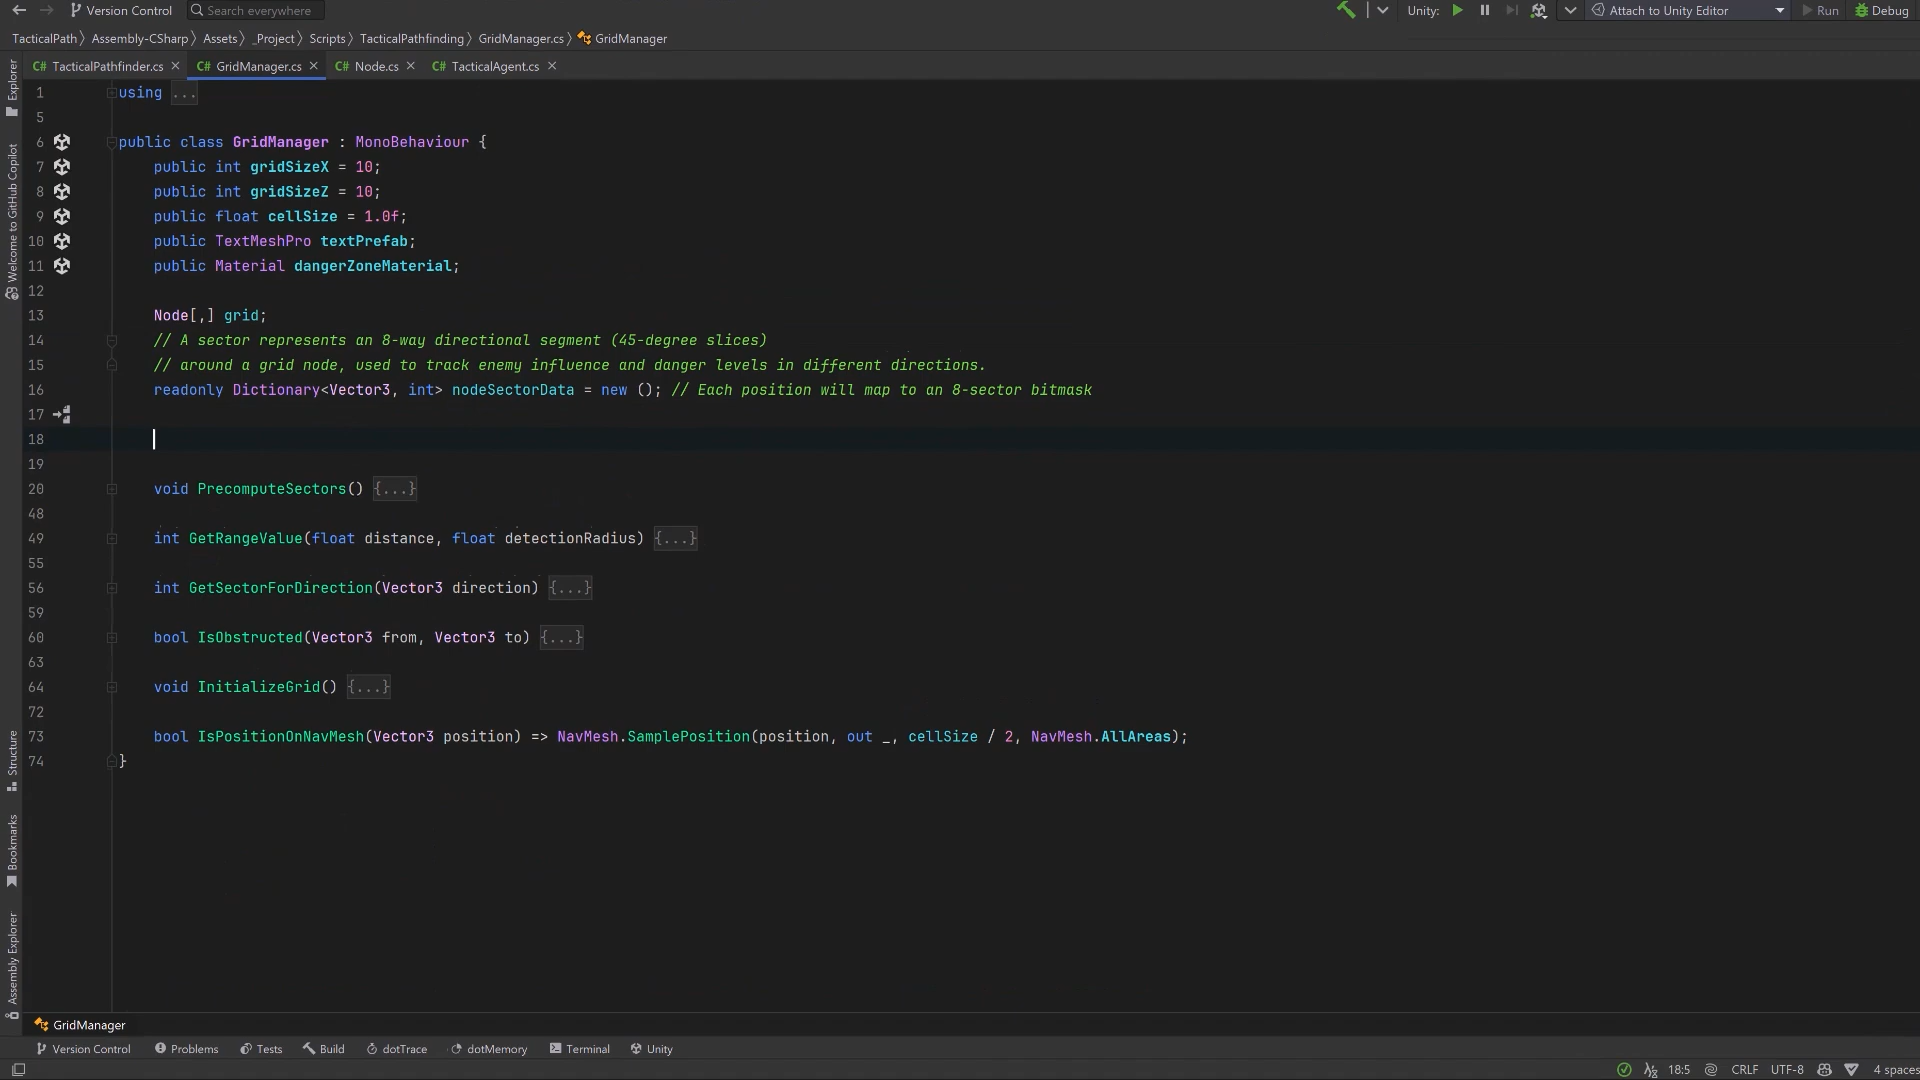 Version Control
Search everywhere
Unity:
Attach to Unity Editor
Run
Debug
TacticalPath
Assembly-CSharp
Assets
_Project
Scripts
TacticalPathfinding
GridManager.cs
GridManager
C# TacticalPathfinder.cs
C# GridManager.cs
C# Node.cs
C# TacticalAgent.cs
Explorer
Welcome to GitHub Copilot
Structure
Bookmarks
Assembly Explorer
1 using ...
5
6 public class GridManager : MonoBehaviour {
7 public int gridSizeX = 10;
8 public int gridSizeZ = 10;
9 public float cellSize = 1.0f;
10 public TextMeshPro textPrefab;
11 public Material dangerZoneMaterial;
12
13 Node[,] grid;
14 // A sector represents an 8-way directional segment (45-degree slices)
15 // around a grid node, used to track enemy influence and danger levels in different directions.
16 readonly Dictionary<Vector3, int> nodeSectorData = new (); // Each position will map to an 8-sector bitmask
17
18
19
20 void PrecomputeSectors() {...}
48
49 int GetRangeValue(float distance, float detectionRadius) {...}
55
56 int GetSectorForDirection(Vector3 direction) {...}
59
60 bool IsObstructed(Vector3 from, Vector3 to) {...}
63
64 void InitializeGrid() {...}
72
73 bool IsPositionOnNavMesh(Vector3 position) => NavMesh.SamplePosition(position, out _, cellSize / 2, NavMesh.AllAreas);
74 }
GridManager
Version Control
Problems
Tests
Build
dotTrace
dotMemory
Terminal
Unity
18:5
CRLF
UTF-8
4 spaces